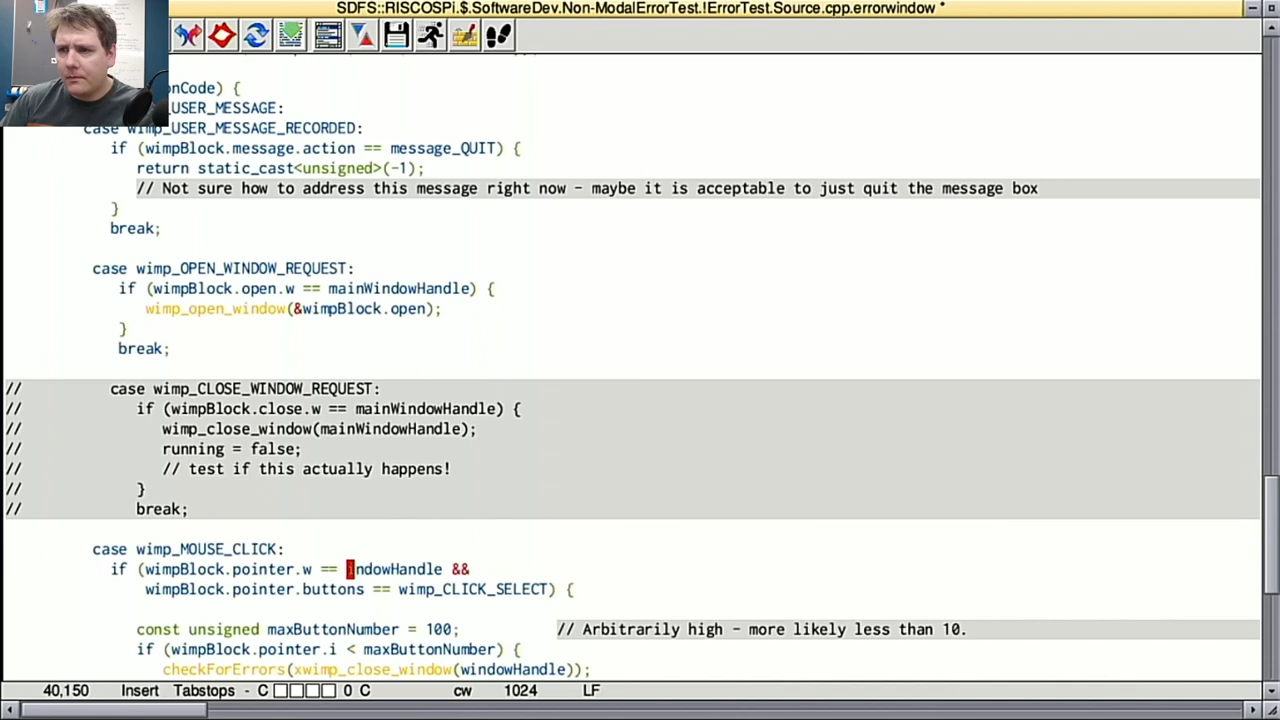 SDFS::RISCOSPi.$.SoftwareDev.Non-ModalErrorTest.!ErrorTest.Source.cpp.errorwindow *
onCode) {
_USER_MESSAGE:
case wimp_USER_MESSAGE_RECORDED:
if (wimpBlock.message.action == message_QUIT) {
return static_cast<unsigned>(-1);
// Not sure how to address this message right now - maybe it is acceptable to just quit the message box
}
break;
case wimp_OPEN_WINDOW_REQUEST:
if (wimpBlock.open.w == mainWindowHandle) {
wimp_open_window(&wimpBlock.open);
}
break;
// case wimp_CLOSE_WINDOW_REQUEST:
// if (wimpBlock.close.w == mainWindowHandle) {
// wimp_close_window(mainWindowHandle);
// running = false;
// // test if this actually happens!
// }
// break;
case wimp_MOUSE_CLICK:
if (wimpBlock.pointer.w == indowHandle &&
wimpBlock.pointer.buttons == wimp_CLICK_SELECT) {
const unsigned maxButtonNumber = 100; // Arbitrarily high - more likely less than 10.
if (wimpBlock.pointer.i < maxButtonNumber) {
checkForErrors(xwimp_close_window(windowHandle));
40,150 Insert Tabstops - C 0 C cw 1024 LF